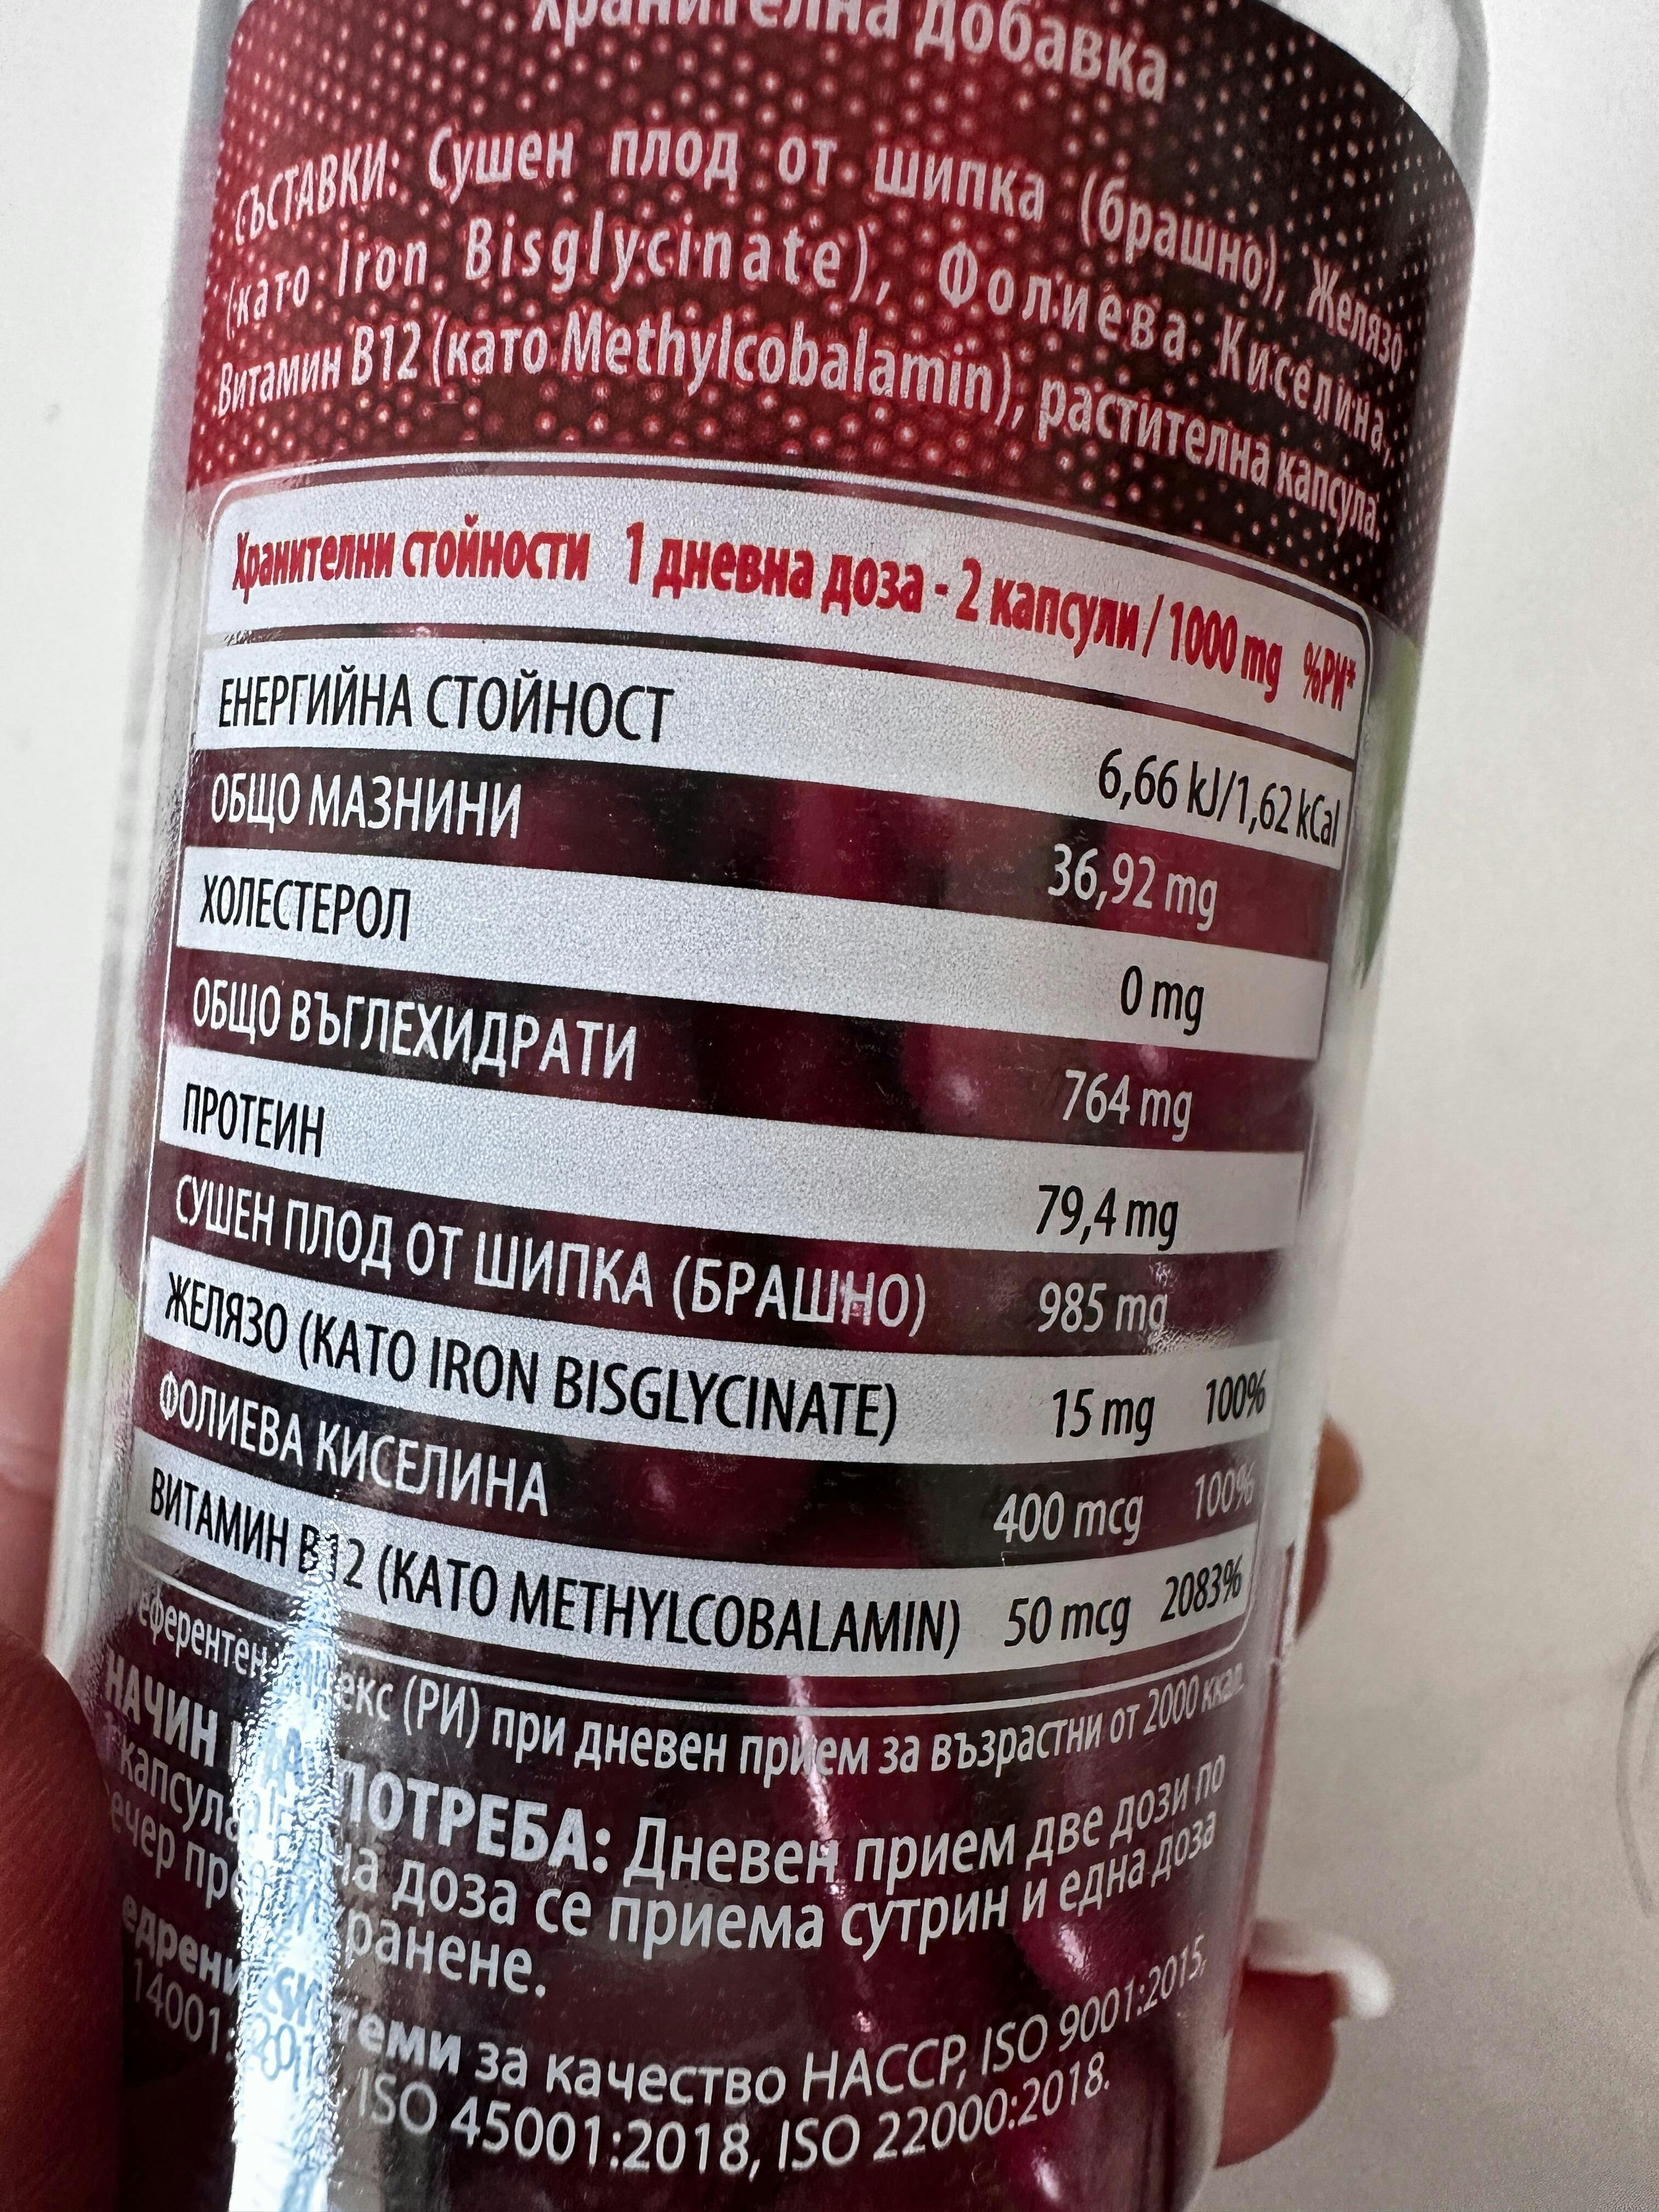 хранителна добавка
СЪСТАВКИ: Сушен плод от шипка (брашно), Желязо
(като Iron Bisglycinate), Фолиева Киселина,
Витамин B12 (като Methylcobalamin), растителна капсула.
Хранителни стойности 1 дневна доза - 2 капсули / 1000 mg %РИ*
ЕНЕРГИЙНА СТОЙНОСТ 6,66 kJ/1,62 kCal
ОБЩО МАЗНИНИ 36,92 mg
ХОЛЕСТЕРОЛ 0 mg
ОБЩО ВЪГЛЕХИДРАТИ 764 mg
ПРОТЕИН 79,4 mg
СУШЕН ПЛОД ОТ ШИПКА (БРАШНО) 985 mg
ЖЕЛЯЗО (КАТО IRON BISGLYCINATE) 15 mg 100%
ФОЛИЕВА КИСЕЛИНА 400 mcg 100%
ВИТАМИН B12 (КАТО METHYLCOBALAMIN) 50 mcg 2083%
(РИ) при дневен прием за възрастни от 2000 ккал.
НАЧИН НА УПОТРЕБА: Дневен прием две дози по
доза се приема сутрин и една доза
хранене.
системи за качество HACCP, ISO 9001:2015,
ISO 45001:2018, ISO 22000:2018.